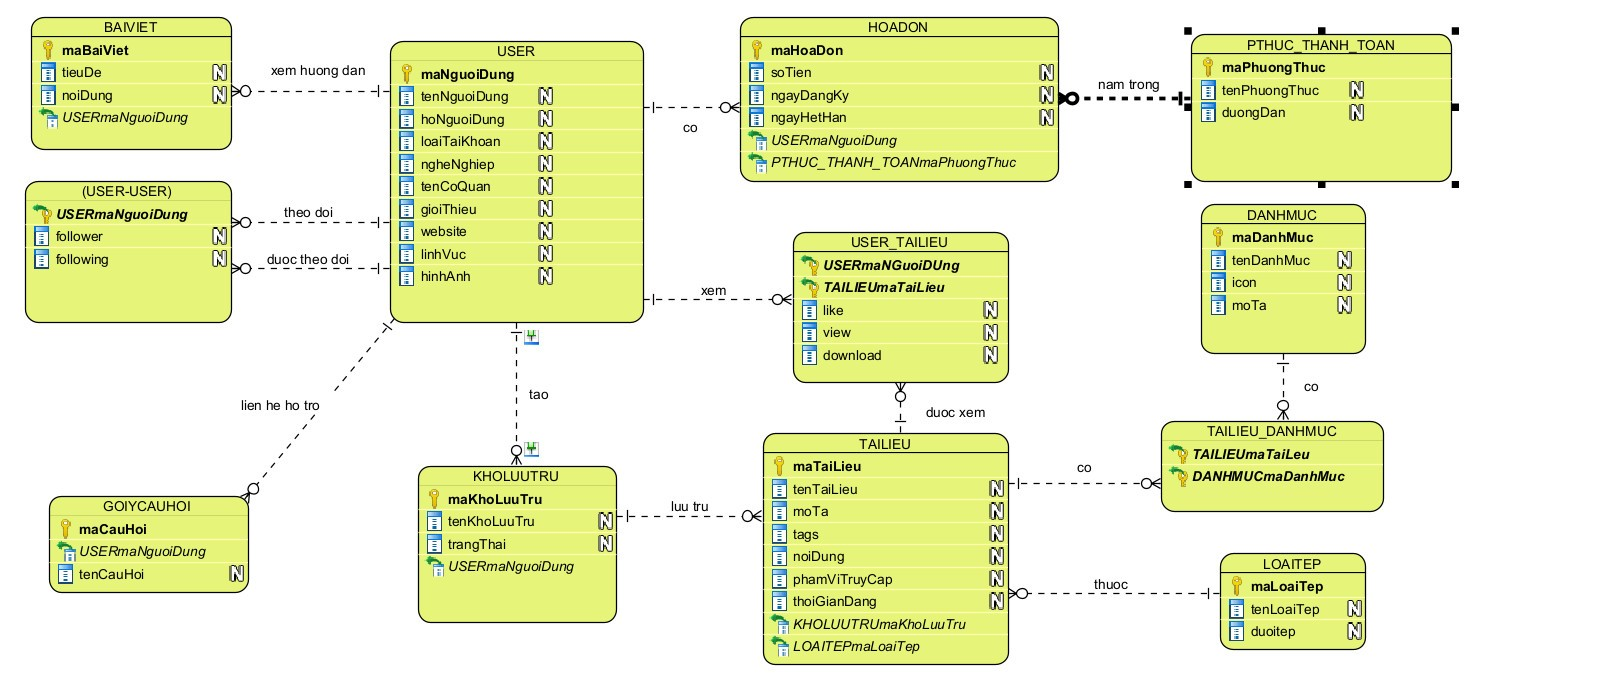 BAIVIET
maBaiViet
tieuDe N
noiDung N
USERmaNguoiDung
xem huong dan
(USER-USER)
USERmaNguoiDung
follower N
following N
theo doi
duoc theo doi
USER
maNguoiDung
tenNguoiDung N
hoNguoiDung N
loaiTaiKhoan N
ngheNghiep N
tenCoQuan N
gioiThieu N
website N
linhVuc N
hinhAnh N
co
HOADON
maHoaDon
soTien N
ngayDangKy N
ngayHetHan N
USERmaNguoiDung
PTHUC_THANH_TOANmaPhuongThuc
nam trong
PTHUC_THANH_TOAN
maPhuongThuc
tenPhuongThuc N
duongDan N
DANHMUC
maDanhMuc
tenDanhMuc N
icon N
moTa N
co
xem
USER_TAILIEU
USERmaNGuoiDUng
TAILIEUmaTaiLieu
like N
view N
download N
duoc xem
lien he ho tro
tao
GOIYCAUHOI
maCauHoi
USERmaNguoiDung
tenCauHoi N
KHOLUUTRU
maKhoLuuTru
tenKhoLuuTru N
trangThai N
USERmaNguoiDung
luu tru
TAILIEU
maTaiLieu
tenTaiLieu N
moTa N
tags N
noiDung N
phamViTruyCap N
thoiGianDang N
KHOLUUTRUmaKhoLuuTru
LOAITEPmaLoaiTep
co
TAILIEU_DANHMUC
TAILIEUmaTaiLeu
DANHMUCmaDanhMuc
thuoc
LOAITEP
maLoaiTep
tenLoaiTep N
duoitep N